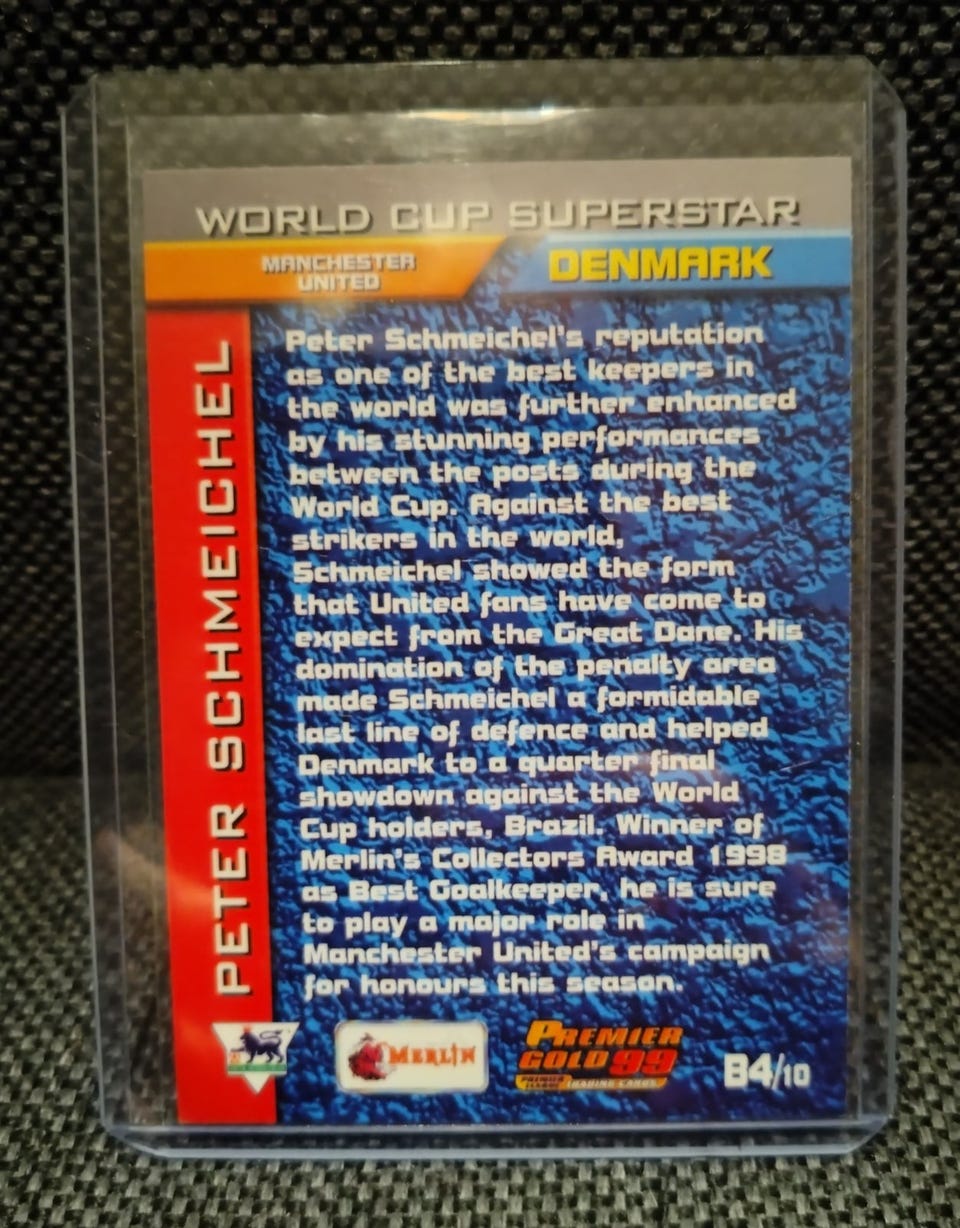 WORLD CUP SUPERSTAR
MANCHESTER
UNITED
DENMARK
PETER SCHMEICHEL
Peter Schmeichel's reputation
as one of the best keepers in
the world was further enhanced
by his stunning performances
between the posts during the
World Cup. Against the best
strikers in the world,
Schmeichel showed the form
that United fans have come to
expect from the Great Dane. His
domination of the penalty area
made Schmeichel a formidable
last line of defence and helped
Denmark to a quarter final
showdown against the World
Cup holders, Brazil. Winner of
Merlin's Collectors Award 1998
as Best Goalkeeper, he is sure
to play a major role in
Manchester United's campaign
for honours this season.
MERLIN
PREMIER
GOLD 99
PREMIER
LEAGUE
TRADING CARDS
B4/10